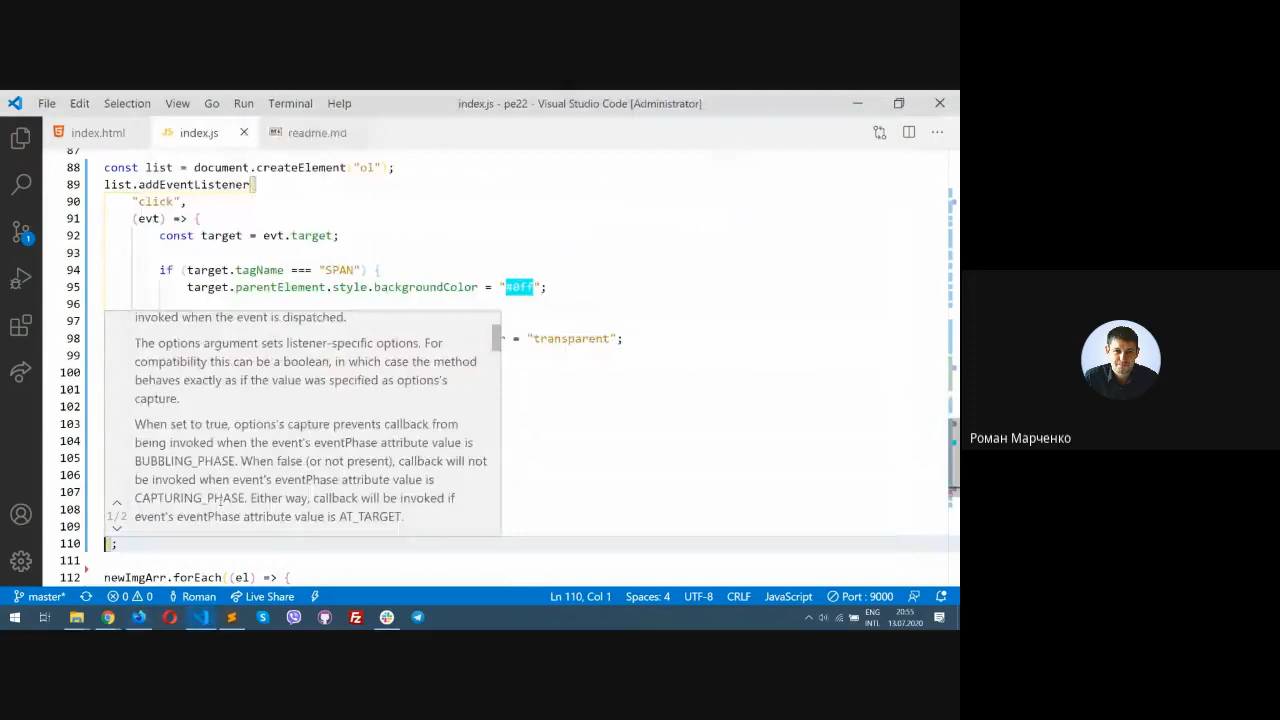 File Edit Selection View Go Run Terminal Help
index.js - pe22 - Visual Studio Code [Administrator]
index.html
JS index.js
readme.md
87
88 const list = document.createElement("ol");
89 list.addEventListener(
90 "click",
91 (evt) => {
92 const target = evt.target;
93
94 if (target.tagName === "SPAN") {
95 target.parentElement.style.backgroundColor = "#0ff";
96
97
98 = "transparent";
100
101
102
103
104
105
106
107
108
109
110 );
111
112 newImgArr.forEach((el) => {
invoked when the event is dispatched.
The options argument sets listener-specific options. For
compatibility this can be a boolean, in which case the method
behaves exactly as if the value was specified as options's
capture.
When set to true, options's capture prevents callback from
being invoked when the event's eventPhase attribute value is
BUBBLING_PHASE. When false (or not present), callback will not
be invoked when event's eventPhase attribute value is
CAPTURING_PHASE. Either way, callback will be invoked if
1/2
event's eventPhase attribute value is AT_TARGET.
1
Роман Марченко
master* 0 0 Roman Live Share Ln 110, Col 1 Spaces: 4 UTF-8 CRLF JavaScript Port : 9000
ENG
INTL
20:55
13.07.2020